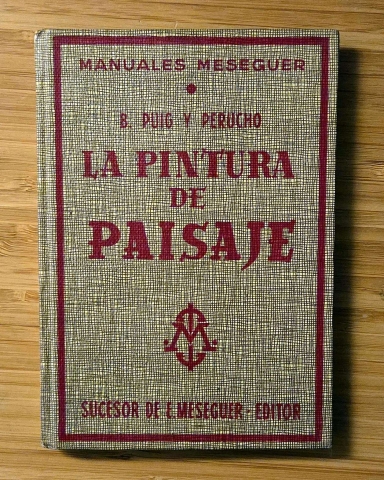 MANUALES MESEGUER
B. PUIG Y PERUCHO
LA PINTURA
DE
PAISAJE
SUCESOR DE E. MESEGUER - EDITOR